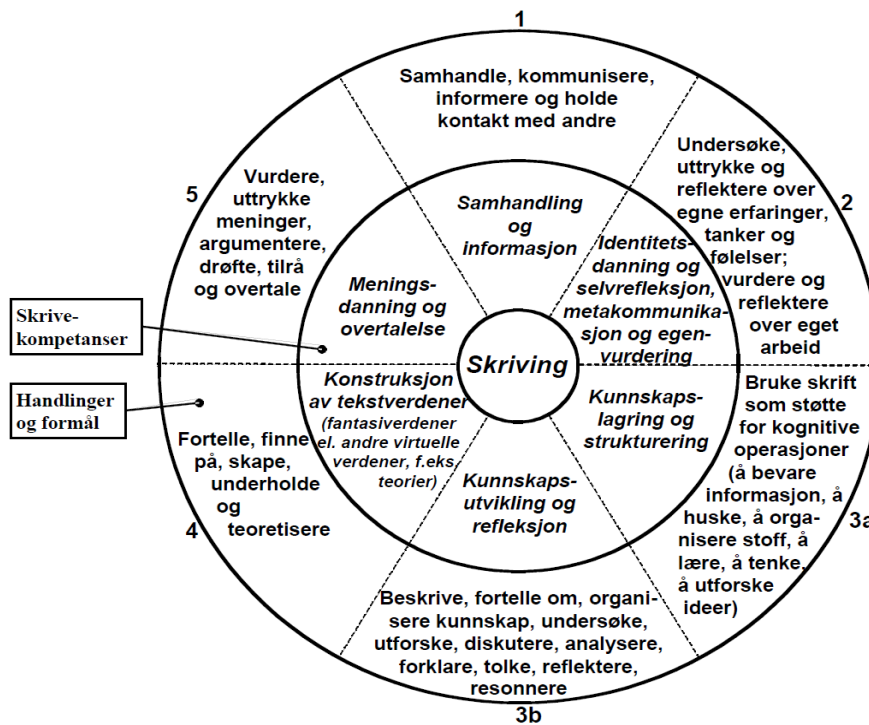 1
Samhandle, kommunisere,
informere og holde
kontakt med andre
Undersøke,
uttrykke og
reflektere over
egne erfaringer,
tanker og
følelser;
vurdere og
reflektere
over eget
arbeid
2
5
Vurdere,
uttrykke
meninger,
argumentere,
drøfte, tilrå
og overtale
Samhandling
og
informasjon
Identitets-
danning og
selvrefleksjon,
metakommunika-
sjon og egen-
vurdering
Menings-
danning og
overtalelse
Skrive-
kompetanser
Skriving
Handlinger
og formål
Konstruksjon
av tekstverdener
(fantasiverdener
el. andre virtuelle
verdener, f.eks.
teorier)
Kunnskaps-
lagring og
strukturering
Bruke skrift
som støtte
for kognitive
operasjoner
(å bevare
informasjon, å
huske, å orga-
nisere stoff, å
lære, å tenke,
å utforske
ideer)
3a
Fortelle, finne
på, skape,
underholde
og
teoretisere
4
Kunnskaps-
utvikling og
refleksjon
Beskrive, fortelle om, organi-
sere kunnskap, undersøke,
utforske, diskutere, analysere,
forklare, tolke, reflektere,
resonnere
3b